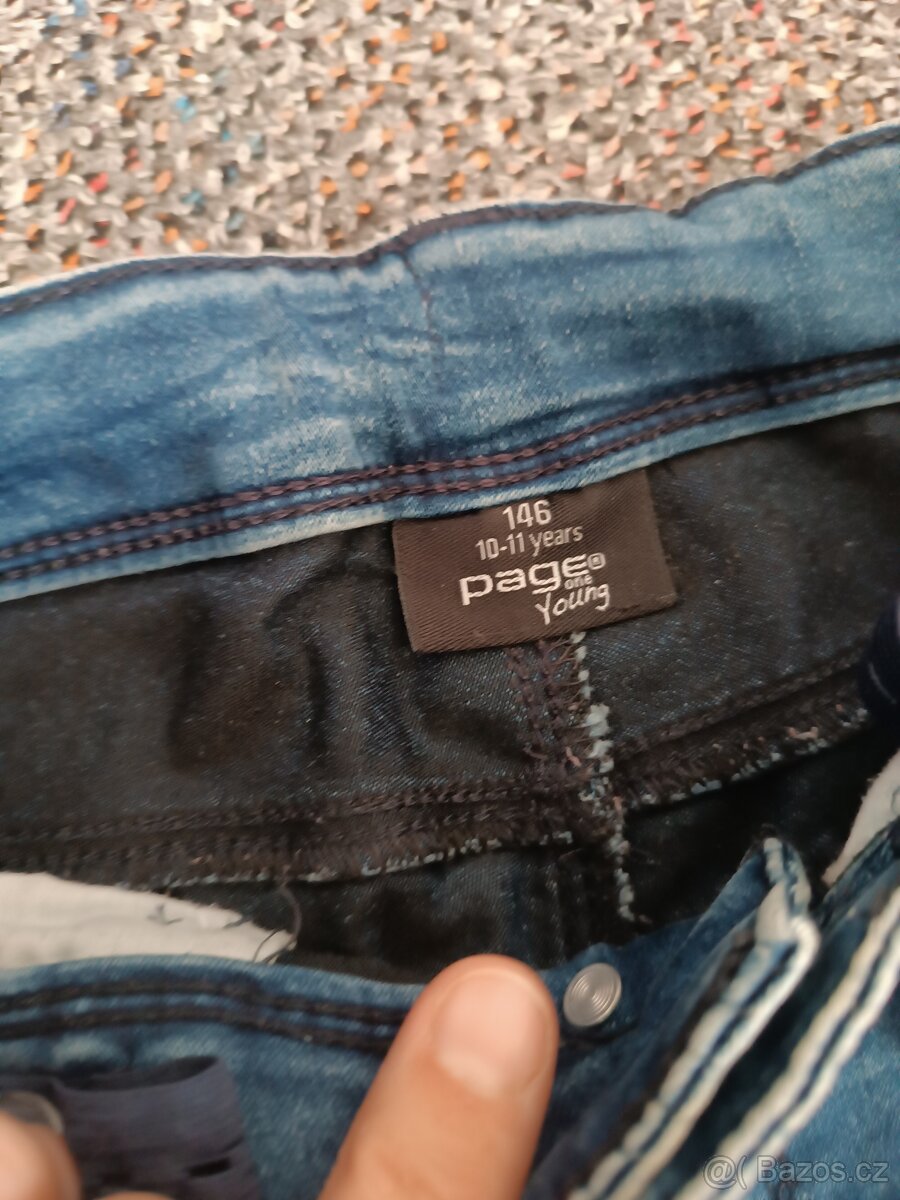 146
10-11 years
page®
one
Young
@( Bazos.cz